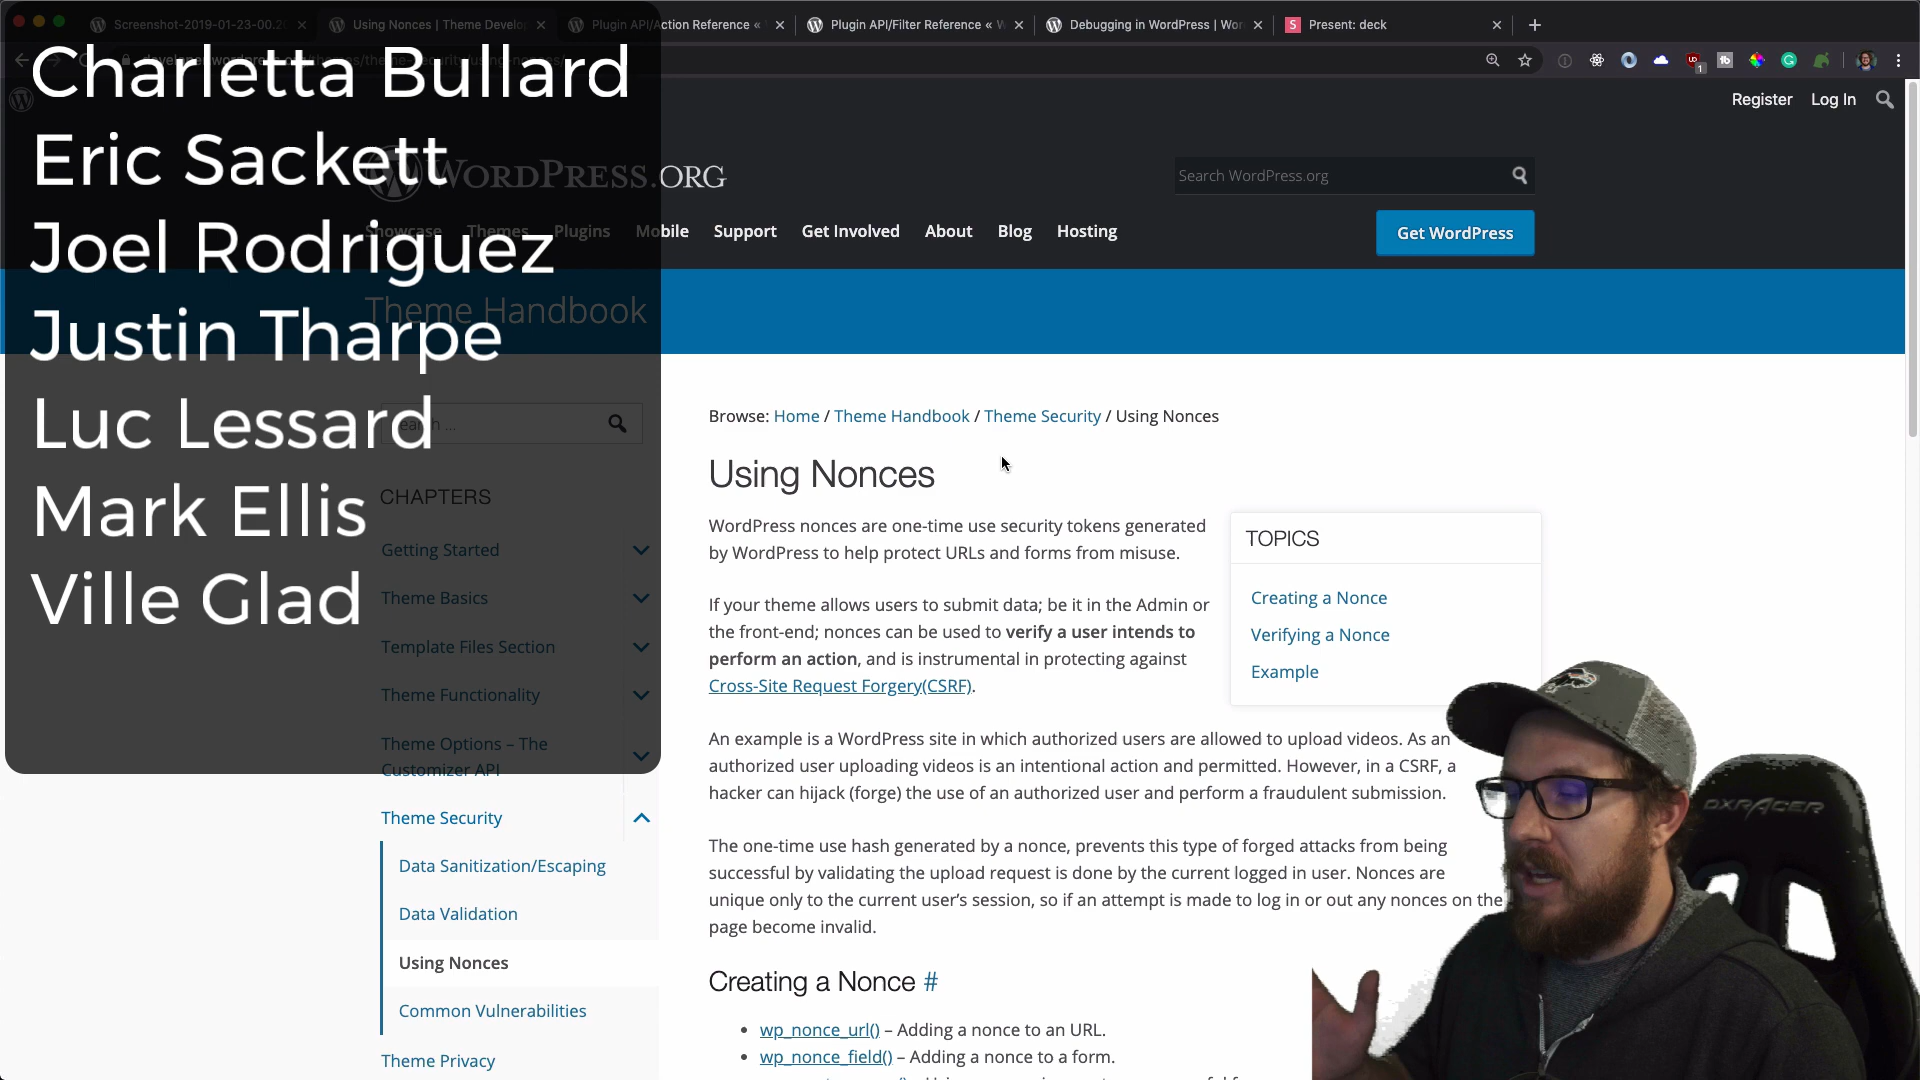 Screenshot-2019-01-23-00.2
Using Nonces | Theme Develo
Plugin API/Action Reference «
Plugin API/Filter Reference « W
Debugging in WordPress | Wor
Present: deck
Charletta Bullard
Eric Sackett
Joel Rodriguez
Justin Tharpe
Luc Lessard
Mark Ellis
Ville Glad
Register Log In
WORDPRESS.ORG
Search WordPress.org
Showcase Themes Plugins Mobile Support Get Involved About Blog Hosting
Get WordPress
Theme Handbook
CHAPTERS
Getting Started
Theme Basics
Template Files Section
Theme Functionality
Theme Options – The
Customizer API
Theme Security
Data Sanitization/Escaping
Data Validation
Using Nonces
Common Vulnerabilities
Theme Privacy
Browse: Home / Theme Handbook / Theme Security / Using Nonces
Using Nonces
WordPress nonces are one-time use security tokens generated
by WordPress to help protect URLs and forms from misuse.
If your theme allows users to submit data; be it in the Admin or
the front-end; nonces can be used to verify a user intends to
perform an action, and is instrumental in protecting against
Cross-Site Request Forgery(CSRF).
TOPICS
Creating a Nonce
Verifying a Nonce
Example
An example is a WordPress site in which authorized users are allowed to upload videos. As an
authorized user uploading videos is an intentional action and permitted. However, in a CSRF, a
hacker can hijack (forge) the use of an authorized user and perform a fraudulent submission.
The one-time use hash generated by a nonce, prevents this type of forged attacks from being
successful by validating the upload request is done by the current logged in user. Nonces are
unique only to the current user's session, so if an attempt is made to log in or out any nonces on the
page become invalid.
Creating a Nonce #
wp_nonce_url() – Adding a nonce to an URL.
wp_nonce_field() – Adding a nonce to a form.
DXRACER